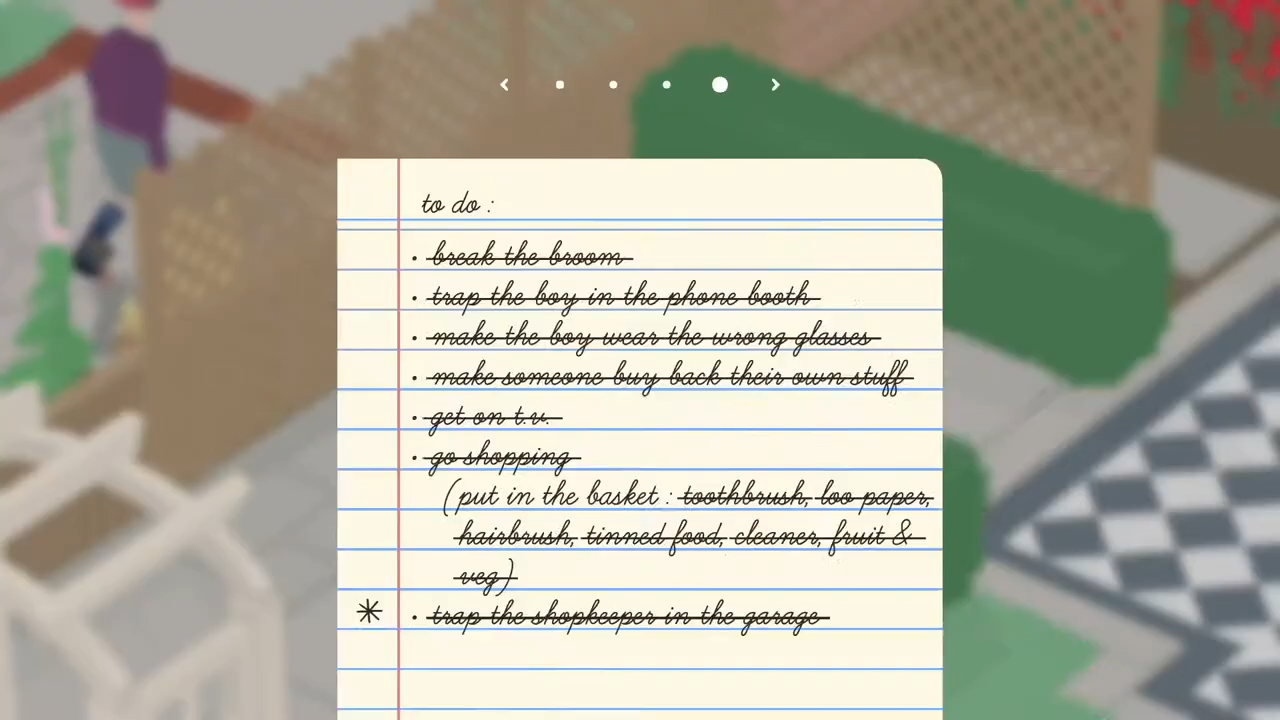 to do :
• break the broom
• trap the boy in the phone booth
• make the boy wear the wrong glasses
• make someone buy back their own stuff
• get on t.v.
• go shopping
(put in the basket : toothbrush, loo paper,
hairbrush, tinned food, cleaner, fruit &
veg)
• trap the shopkeeper in the garage